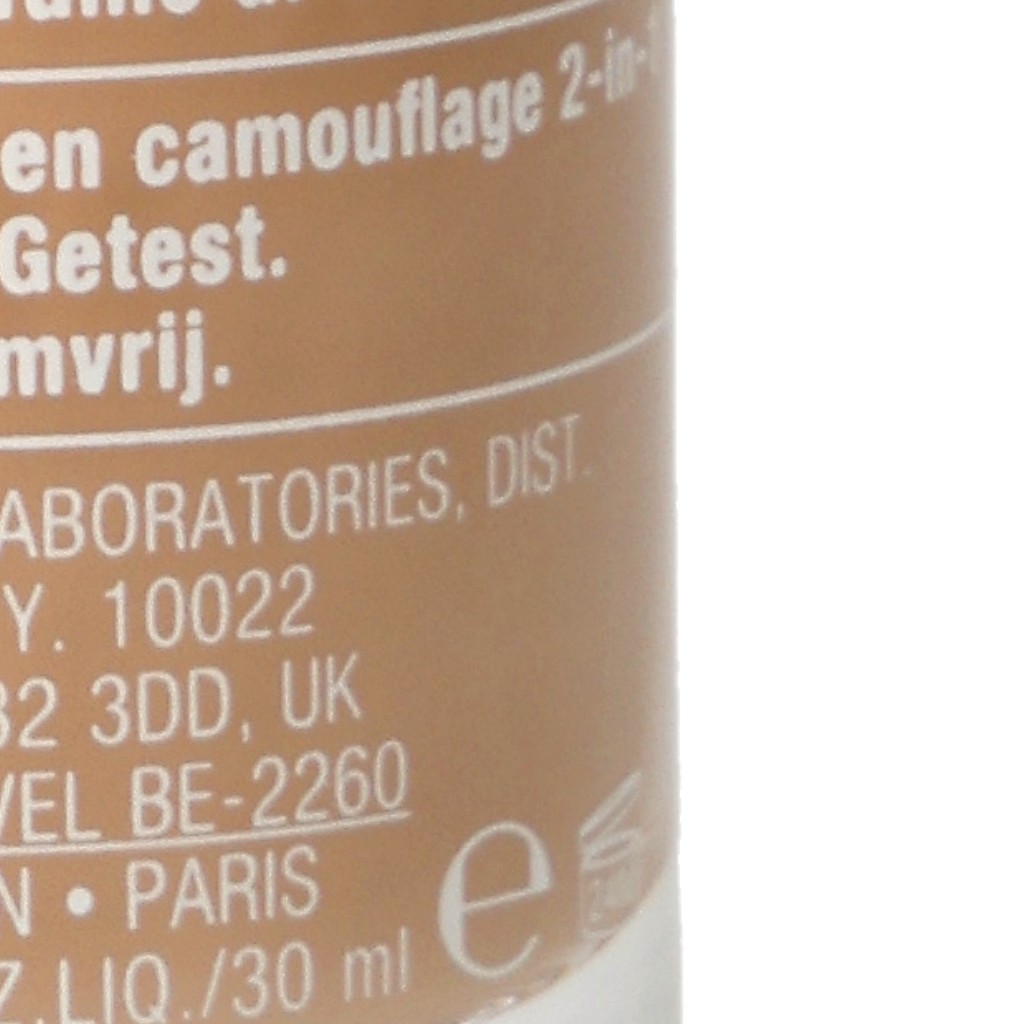 en camouflage 2-in-1
Getest.
mvrij.
ABORATORIES, DIST.
Y. 10022
32 3DD, UK
VEL BE-2260
N • PARIS
Z.LIQ./30 ml e